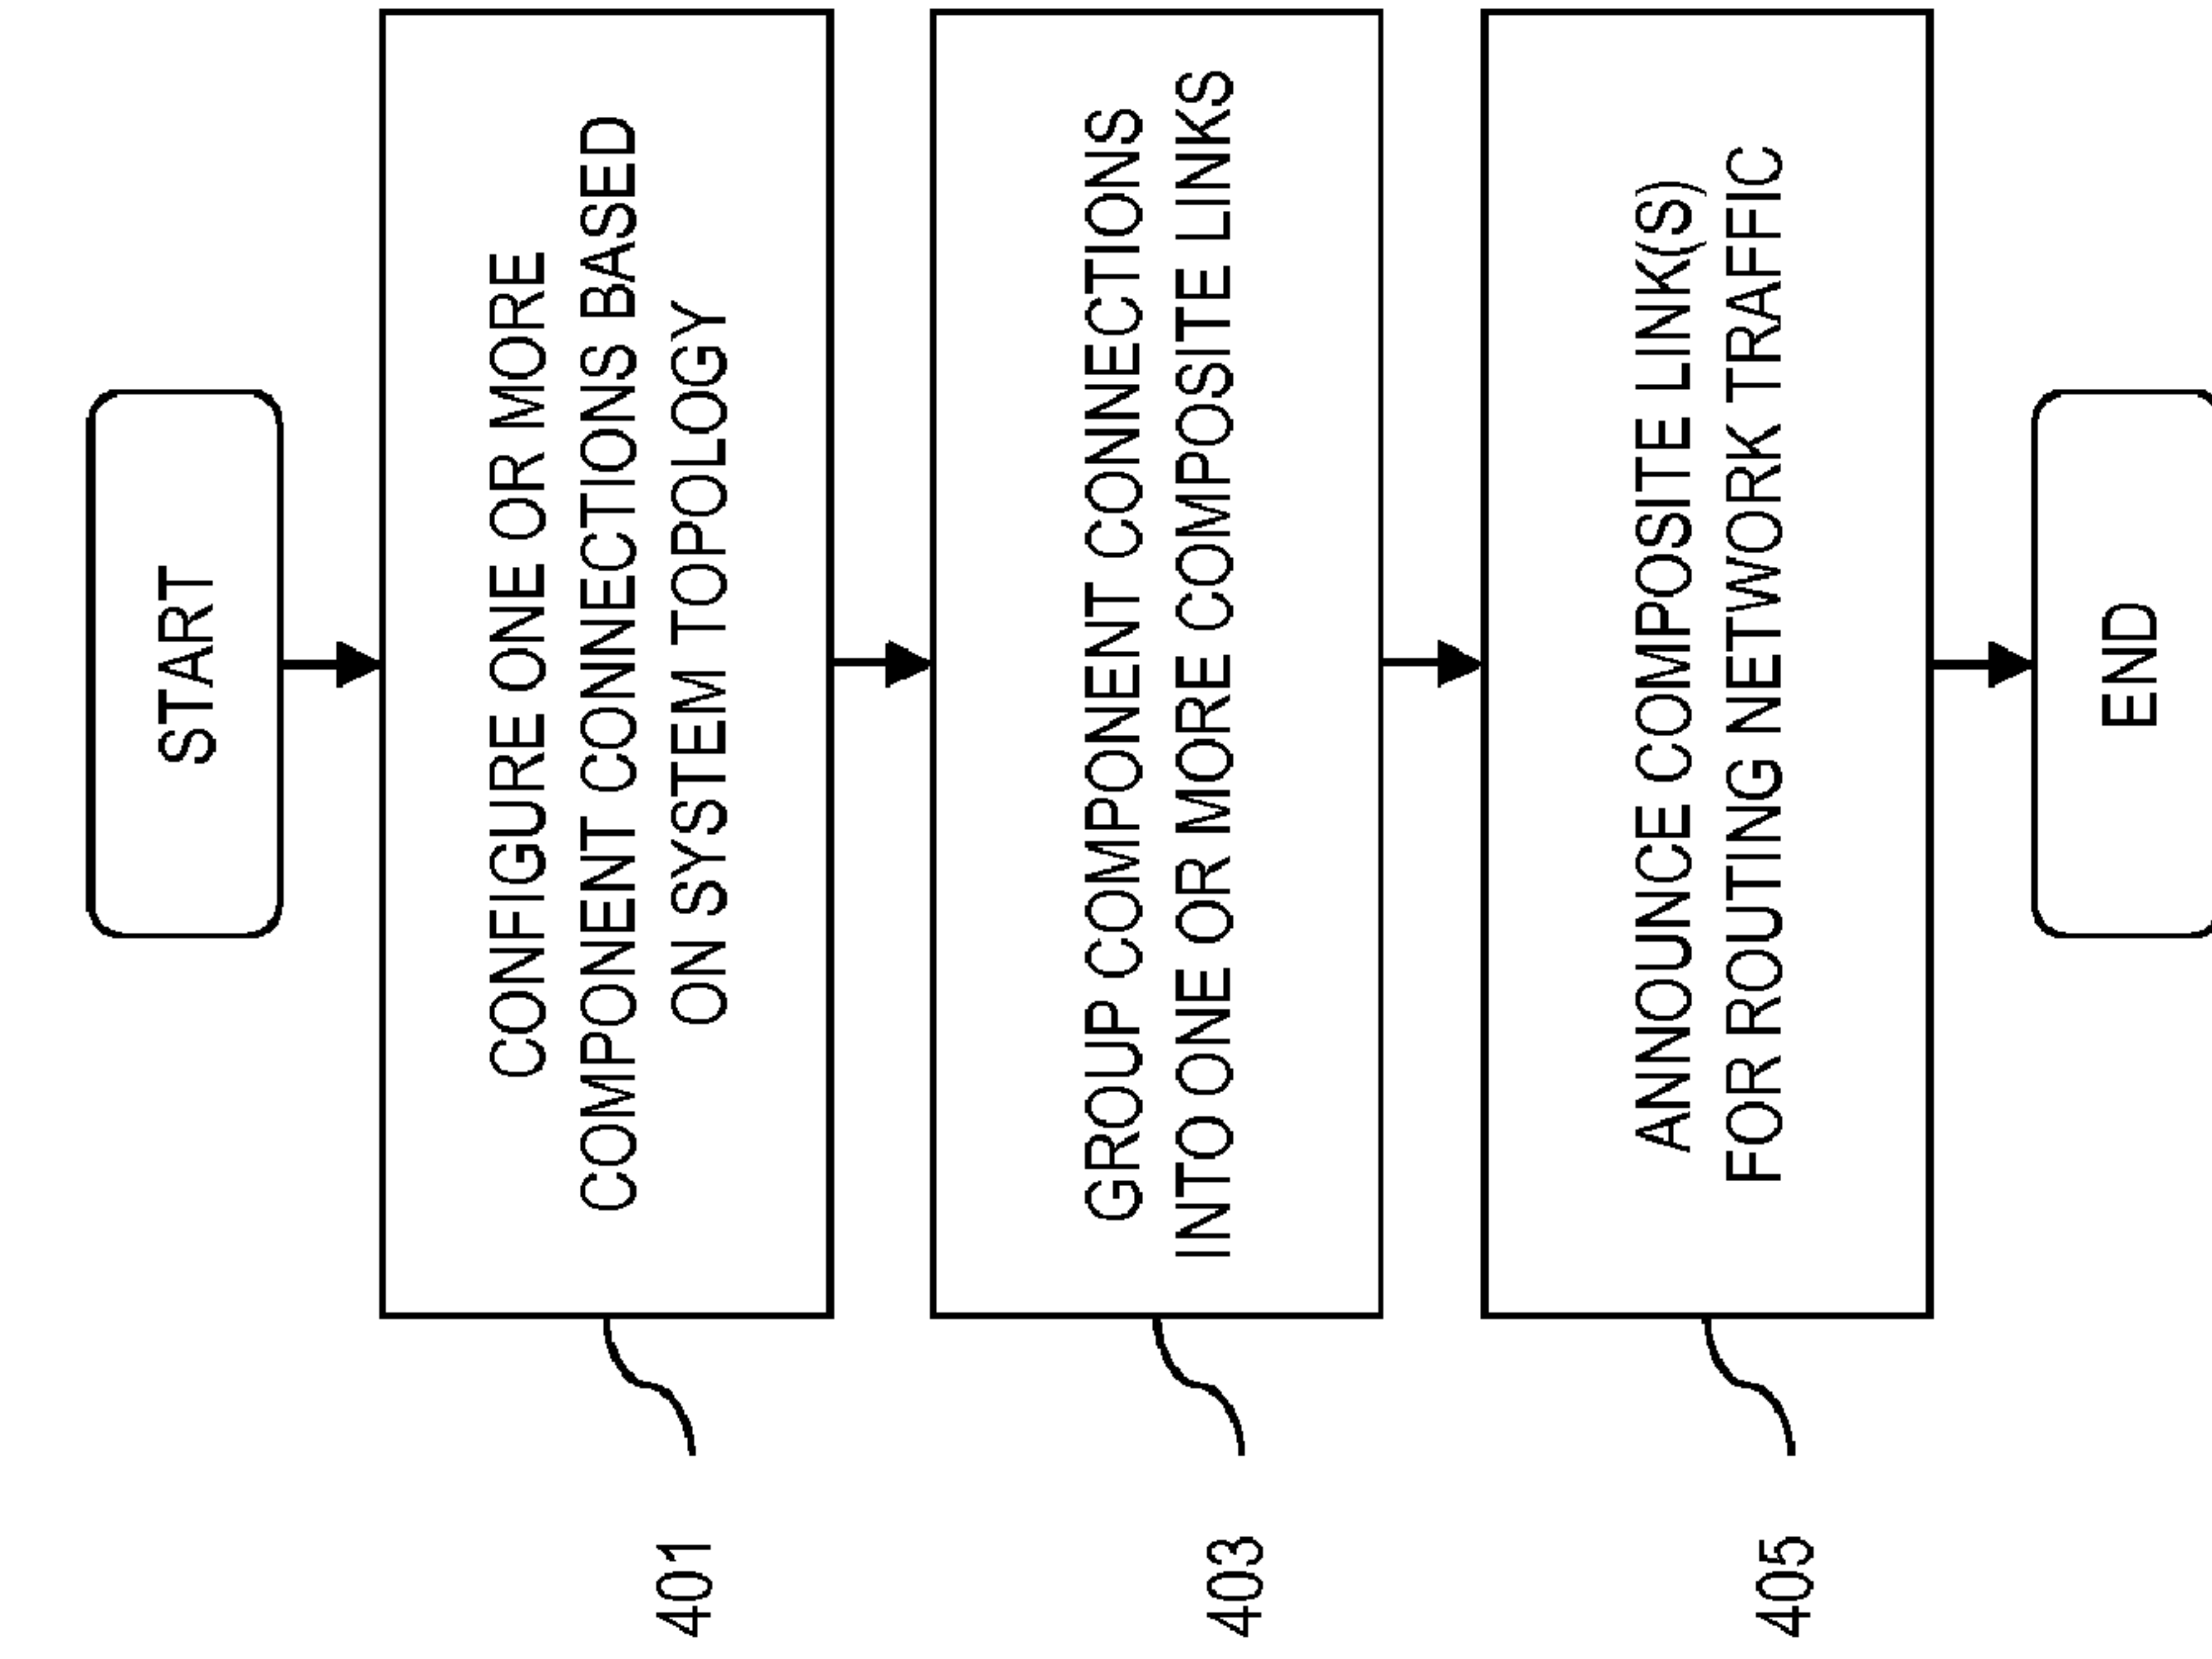 START
CONFIGURE ONE OR MORE
COMPONENT CONNECTIONS BASED
ON SYSTEM TOPOLOGY
401
GROUP COMPONENT CONNECTIONS
INTO ONE OR MORE COMPOSITE LINKS
403
ANNOUNCE COMPOSITE LINK(S)
FOR ROUTING NETWORK TRAFFIC
405
END